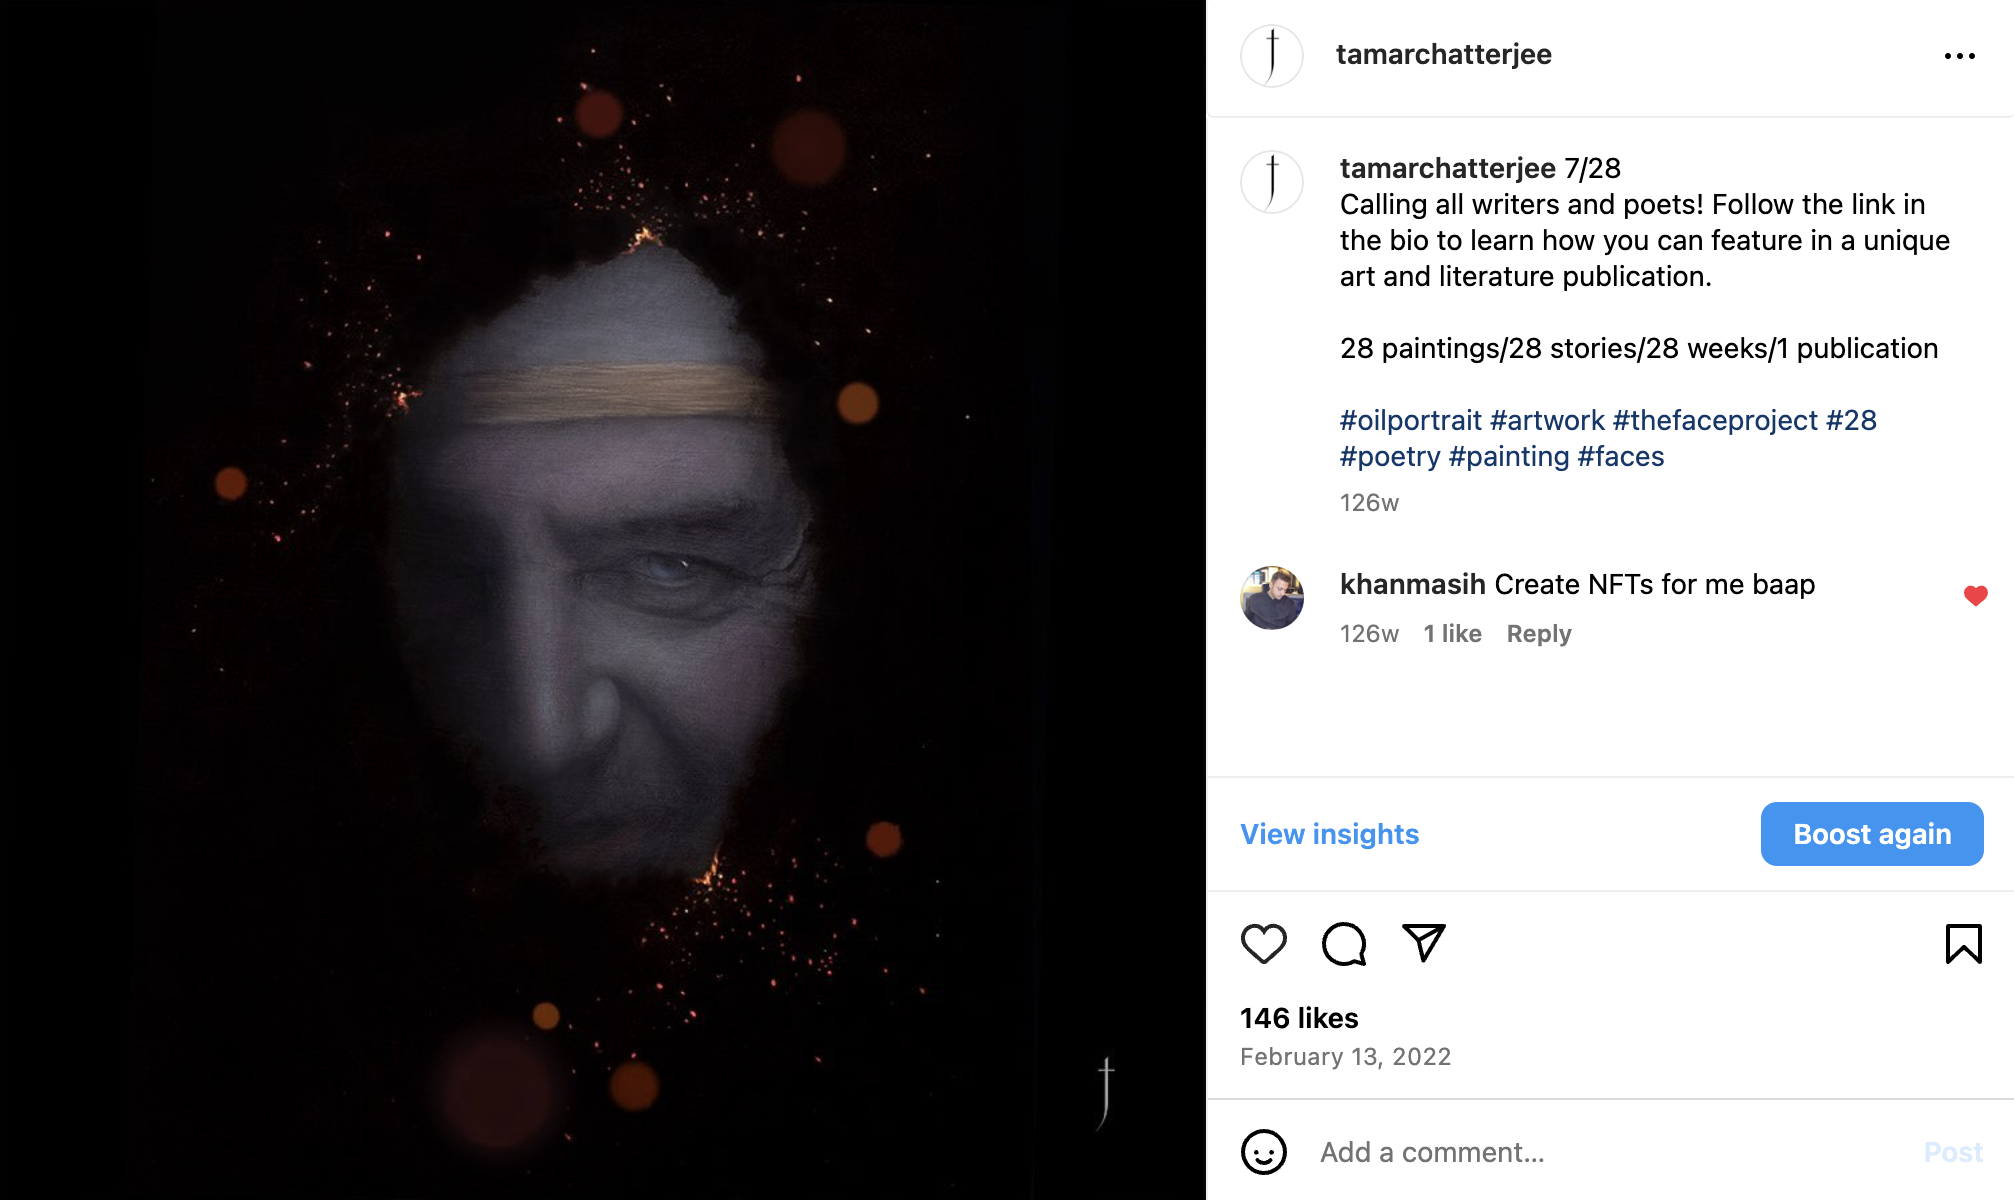 tamarchatterjee
tamarchatterjee 7/28
Calling all writers and poets! Follow the link in
the bio to learn how you can feature in a unique
art and literature publication.
28 paintings/28 stories/28 weeks/1 publication
#oilportrait #artwork #thefaceproject #28
#poetry #painting #faces
126w
khanmasih Create NFTs for me baap
126w 1 like Reply
View insights
Boost again
146 likes
February 13, 2022
Add a comment...
Post